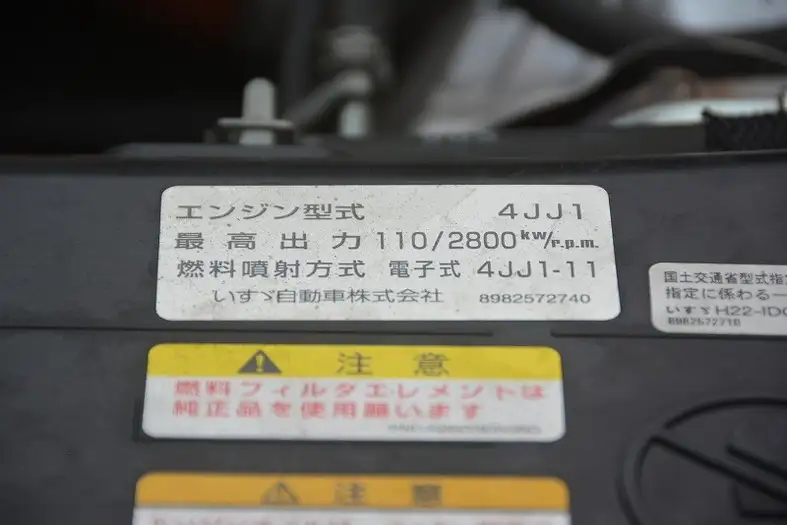 エンジン型式 4JJ1
最高出力 110/2800 kW/r.p.m.
燃料噴射方式 電子式 4JJ1-11
いすゞ自動車株式会社 8982572740
国土交通省型式指
指定に係わる一
いすゞH22-IDG
8982572710
注意
燃料フィルタエレメントは
純正品を使用願います
注意